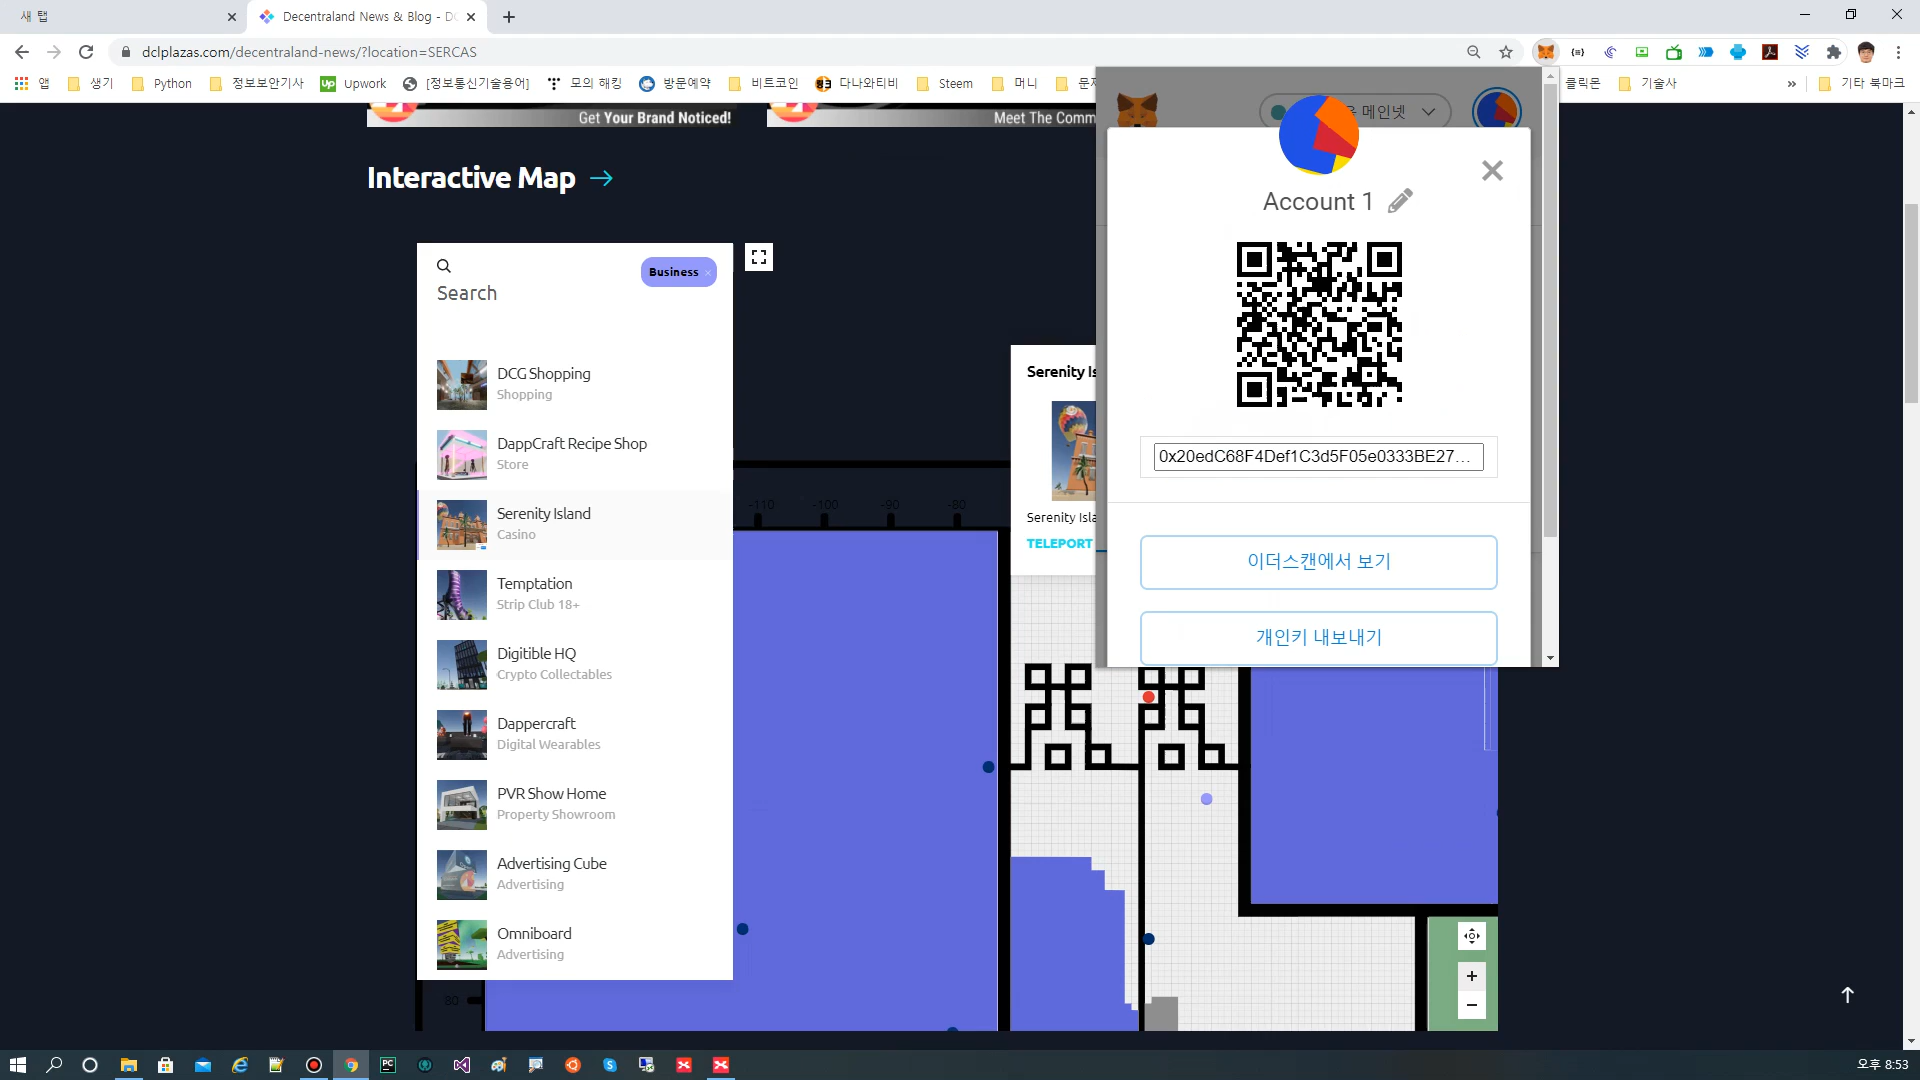 새 탭
Decentraland News & Blog - DC
dclplazas.com/decentraland-news/?location=SERCAS
앱
생기
Python
정보보안기사
Up
Upwork
[정보통신기술용어]
모의 해킹
방문예약
비트코인
다나와티비
Steem
머니
클릭몬
기술사
»
기타 북마크
Get Your Brand Noticed!
Meet The Comm
메인넷
Interactive Map →
Account 1
Business ×
Search
DCG Shopping
Shopping
DappCraft Recipe Shop
Store
Serenity Island
Casino
Temptation
Strip Club 18+
Digitible HQ
Crypto Collectables
Dappercraft
Digital Wearables
PVR Show Home
Property Showroom
Advertising Cube
Advertising
Omniboard
Advertising
Serenity Is
Serenity Isla
TELEPORT
0x20edC68F4Def1C3d5F05e0333BE27...
이더스캔에서 보기
개인키 내보내기
-110
-100
-90
-80
+
−
PC
오후 8:53